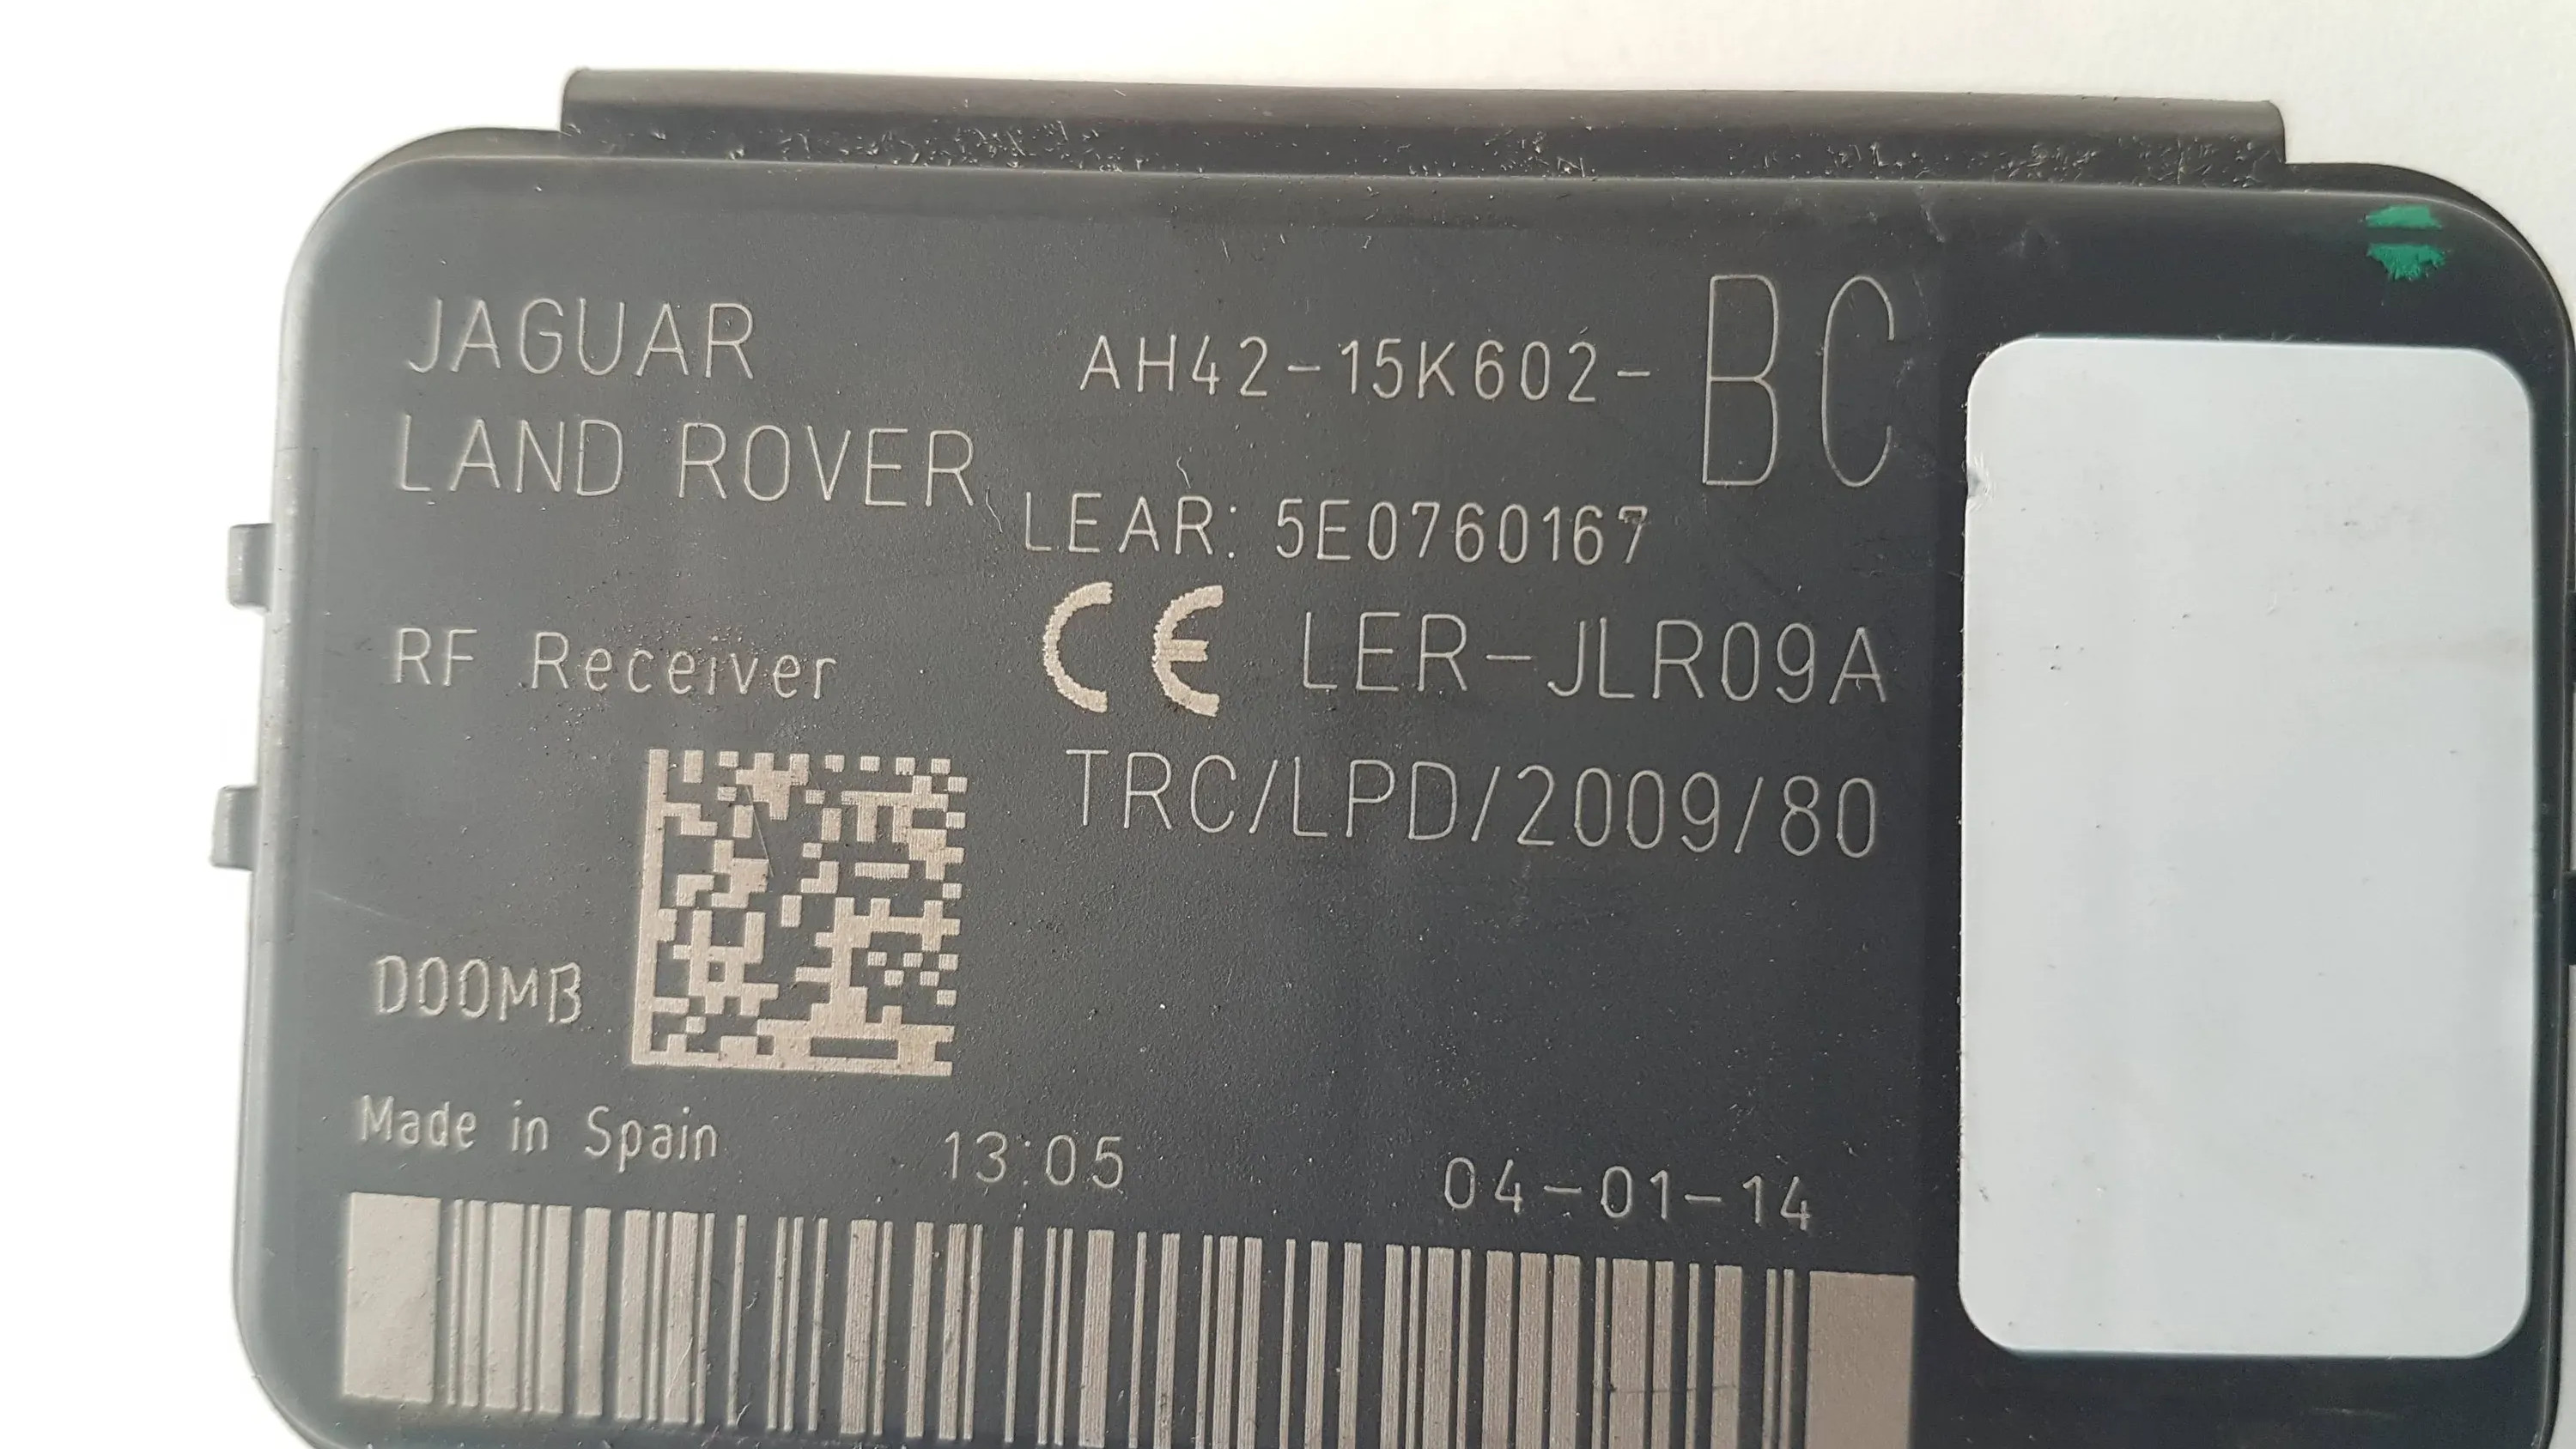 JAGUAR
LAND ROVER
AH42-15K602-BC
LEAR: 5E0760167
RF Receiver
CE LER-JLR09A
TRC/LPD/2009/80
D00MB
Made in Spain
13:05
04-01-14